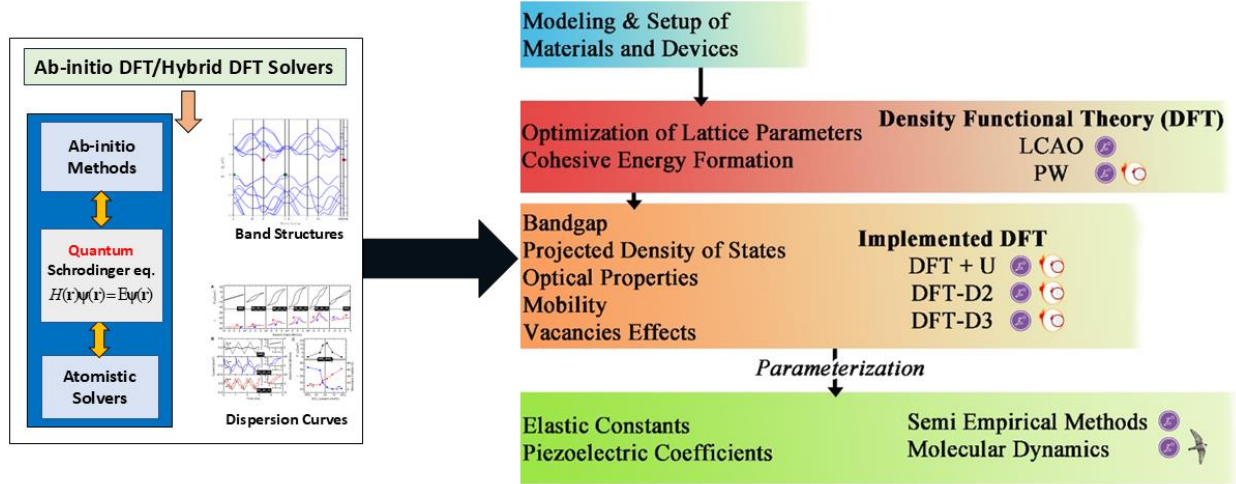 Ab-initio DFT/Hybrid DFT Solvers
Ab-initio
Methods
Quantum
Schrodinger eq.
H(r)ψ(r)=Eψ(r)
Atomistic
Solvers
Band Structures
Dispersion Curves
Modeling & Setup of
Materials and Devices
Optimization of Lattice Parameters
Cohesive Energy Formation
Density Functional Theory (DFT)
LCAO
PW
Bandgap
Projected Density of States
Optical Properties
Mobility
Vacancies Effects
Implemented DFT
DFT + U
DFT-D2
DFT-D3
Parameterization
Elastic Constants
Piezoelectric Coefficients
Semi Empirical Methods
Molecular Dynamics